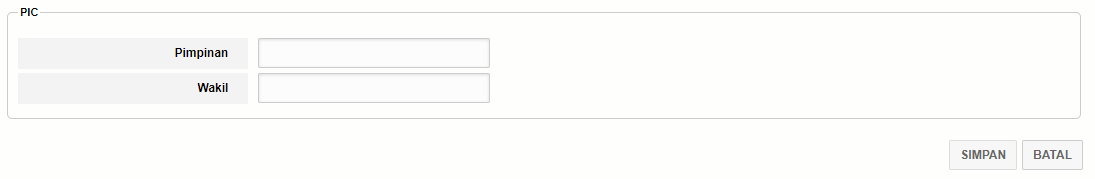 PIC
Pimpinan
Wakil
SIMPAN BATAL